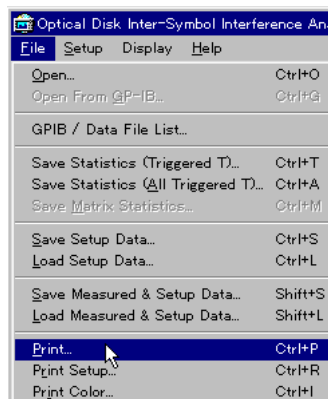 Optical Disk Inter-Symbol Interference An
File Setup Display Help
Open... Ctrl+O
Open From GP-IB... Ctrl+G
GPIB / Data File List...
Save Statistics (Triggered T)... Ctrl+T
Save Statistics (All Triggered T)... Ctrl+A
Save Matrix Statistics... Ctrl+M
Save Setup Data... Ctrl+S
Load Setup Data... Ctrl+L
Save Measured & Setup Data... Shift+S
Load Measured & Setup Data... Shift+L
Print... Ctrl+P
Print Setup... Ctrl+R
Print Color... Ctrl+I